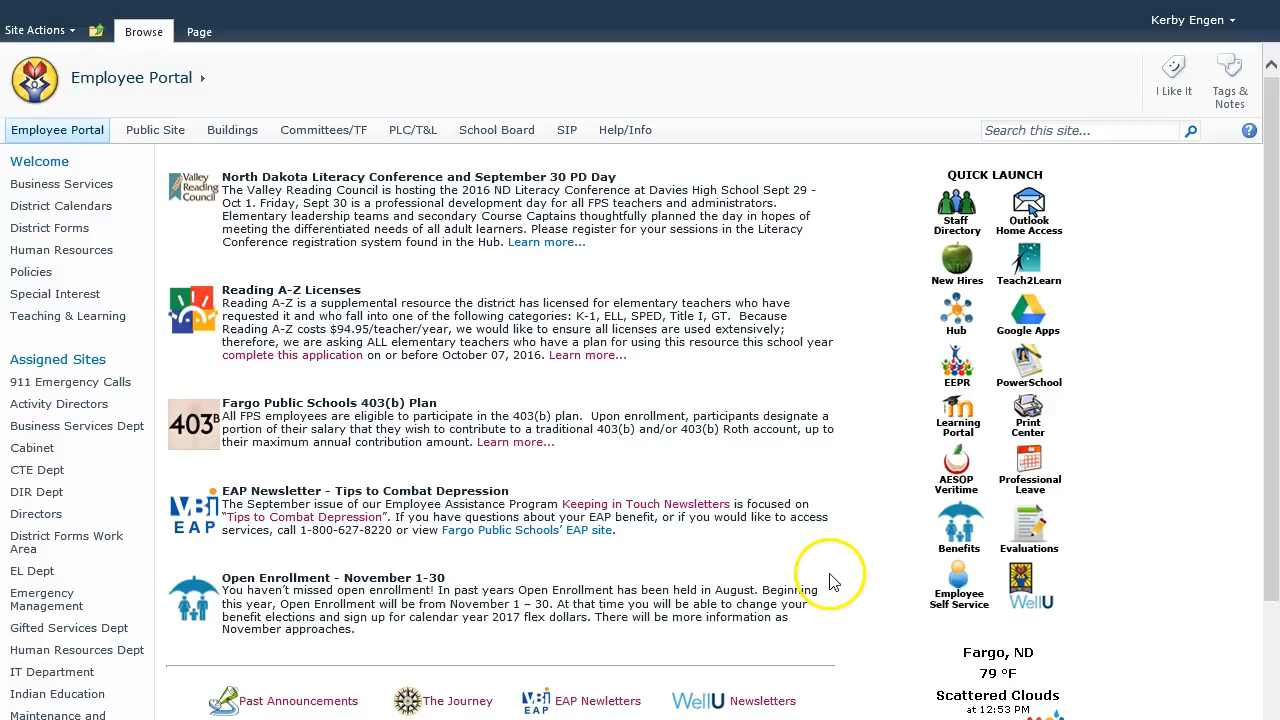 Site Actions
Browse
Page
Kerby Engen
Employee Portal
I Like It
Tags &
Notes
Employee Portal
Public Site
Buildings
Committees/TF
PLC/T&L
School Board
SIP
Help/Info
Search this site...
Welcome
Business Services
District Calendars
District Forms
Human Resources
Policies
Special Interest
Teaching & Learning
Assigned Sites
911 Emergency Calls
Activity Directors
Business Services Dept
Cabinet
CTE Dept
DIR Dept
Directors
District Forms Work
Area
EL Dept
Emergency
Management
Gifted Services Dept
Human Resources Dept
IT Department
Indian Education
Maintenance and
Valley
Reading
Council
North Dakota Literacy Conference and September 30 PD Day
The Valley Reading Council is hosting the 2016 ND Literacy Conference at Davies High School Sept 29 -
Oct 1. Friday, Sept 30 is a professional development day for all FPS teachers and administrators.
Elementary leadership teams and secondary Course Captains thoughtfully planned the day in hopes of
meeting the differentiated needs of all adult learners. Please register for your sessions in the Literacy
Conference registration system found in the Hub. Learn more...
Reading A-Z Licenses
Reading A-Z is a supplemental resource the district has licensed for elementary teachers who have
requested it and who fall into one of the following categories: K-1, ELL, SPED, Title I, GT. Because
Reading A-Z costs $94.95/teacher/year, we would like to ensure all licenses are used extensively;
therefore, we are asking ALL elementary teachers who have a plan for using this resource this school year
complete this application on or before October 07, 2016. Learn more...
403B
Fargo Public Schools 403(b) Plan
All FPS employees are eligible to participate in the 403(b) plan. Upon enrollment, participants designate a
portion of their salary that they wish to contribute to a traditional 403(b) and/or 403(b) Roth account, up to
their maximum annual contribution amount. Learn more...
VBi
EAP
EAP Newsletter - Tips to Combat Depression
The September issue of our Employee Assistance Program Keeping in Touch Newsletters is focused on
“Tips to Combat Depression”. If you have questions about your EAP benefit, or if you would like to access
services, call 1-800-627-8220 or view Fargo Public Schools’ EAP site.
Open Enrollment - November 1-30
You haven’t missed open enrollment! In past years Open Enrollment has been held in August. Beginning
this year, Open Enrollment will be from November 1 – 30. At that time you will be able to change your
benefit elections and sign up for calendar year 2017 flex dollars. There will be more information as
November approaches.
Past Announcements
The Journey
VBi
EAP
EAP Newletters
WellU
Newsletters
QUICK LAUNCH
Staff
Directory
Outlook
Home Access
New Hires
Teach2Learn
Hub
Google Apps
EEPR
PowerSchool
Learning
Portal
Print
Center
AESOP
Veritime
Professional
Leave
Benefits
Evaluations
Employee
Self Service
WellU
Fargo, ND
79 °F
Scattered Clouds
at 12:53 PM